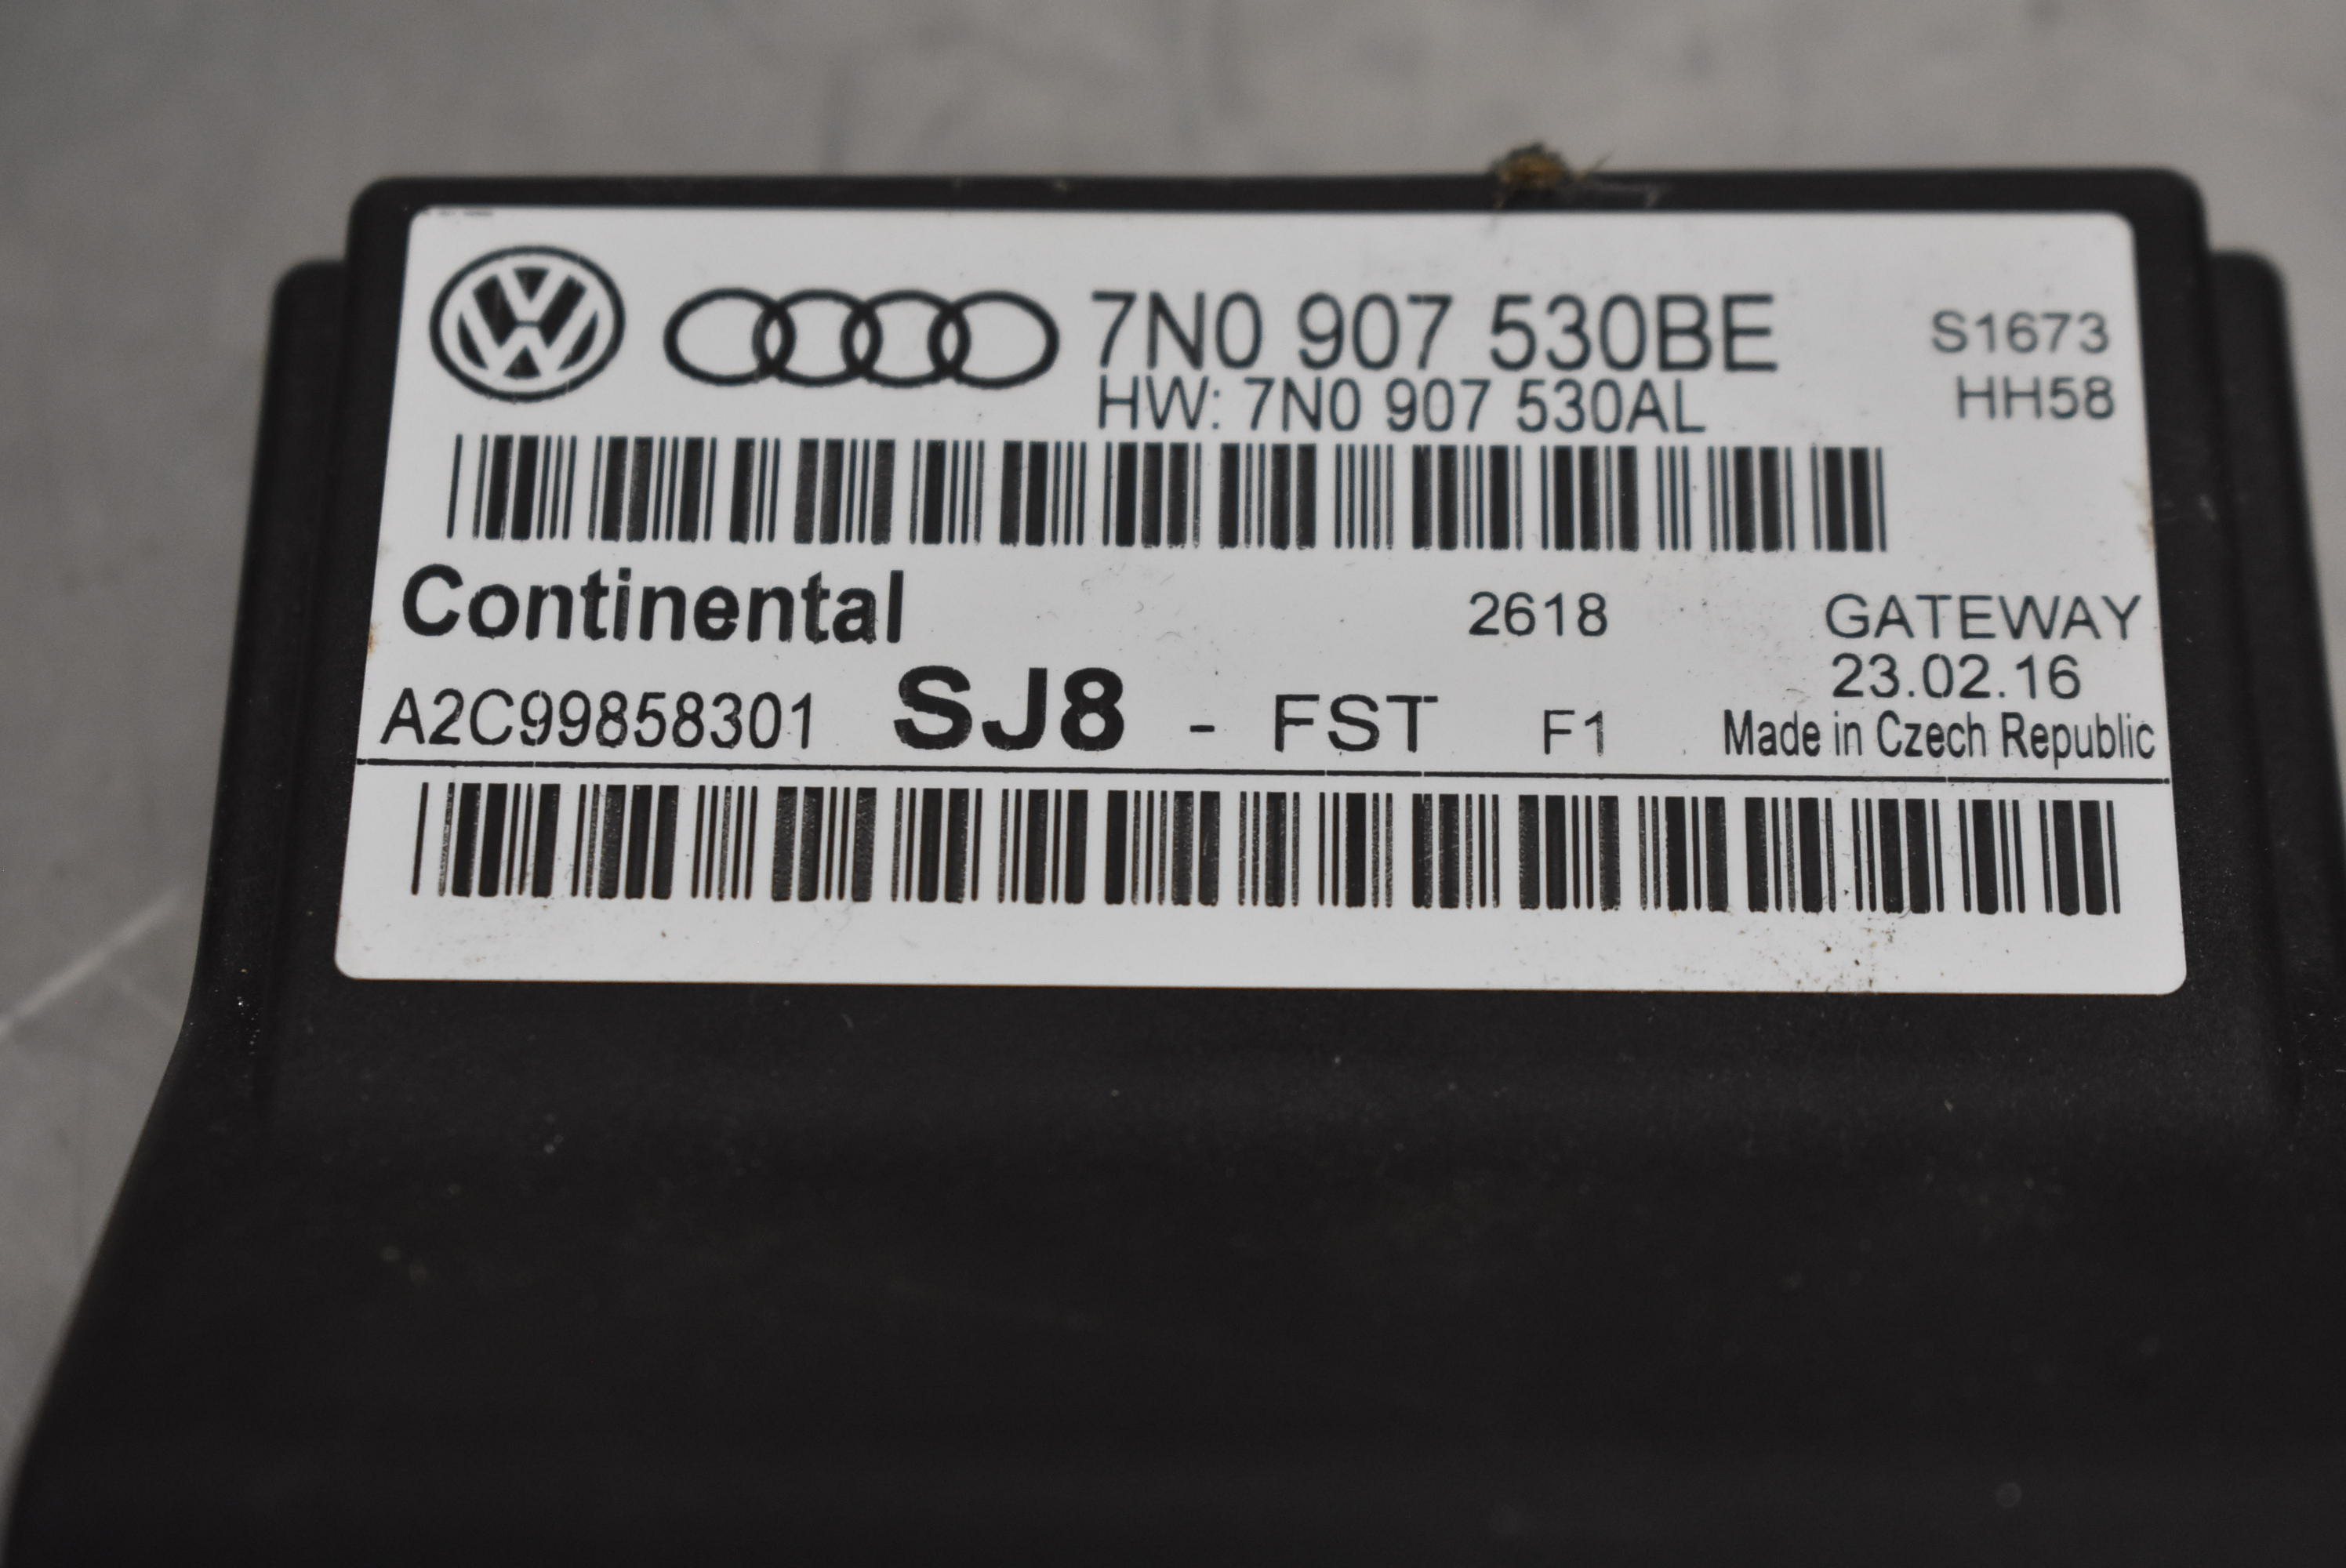 7N0 907 530BE S1673
HW: 7N0 907 530AL HH58
Continental 2618 GATEWAY
23.02.16
A2C99858301 SJ8 - FST F1 Made in Czech Republic